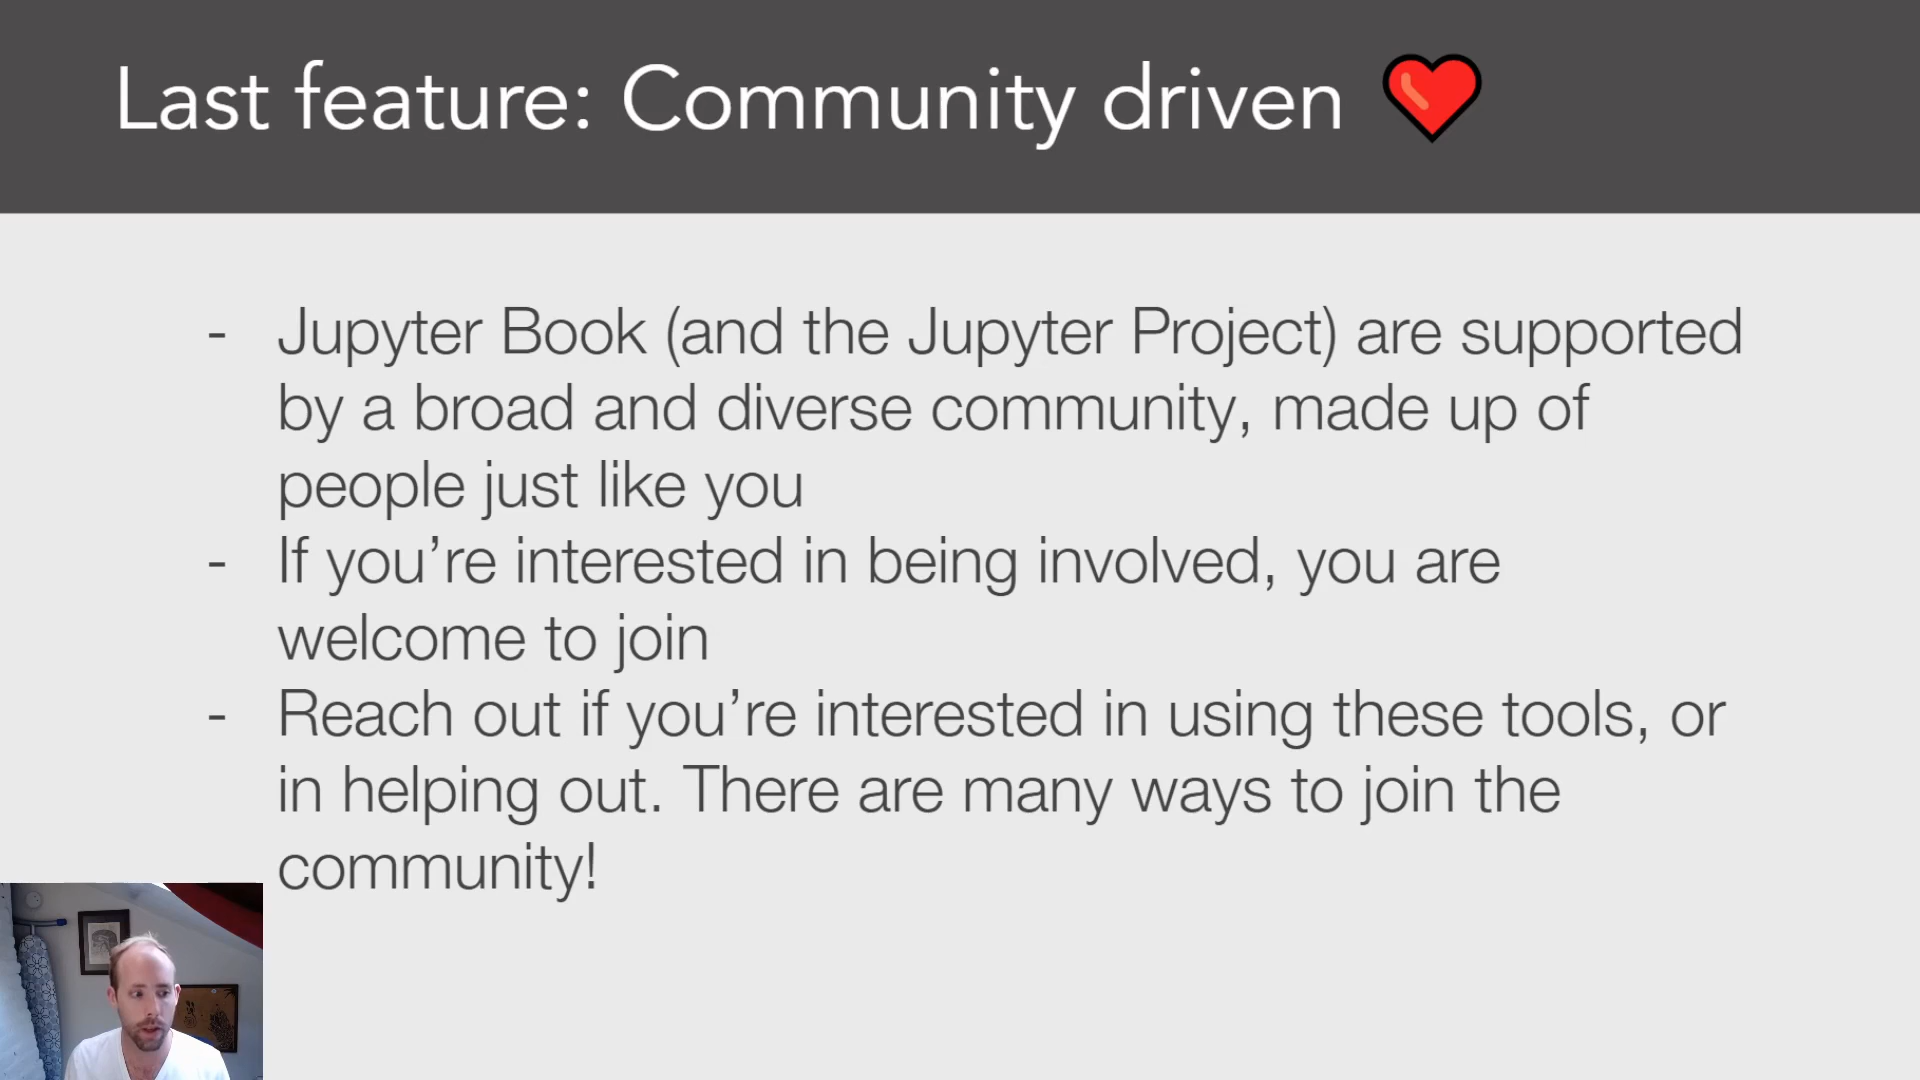 Last feature: Community driven
- Jupyter Book (and the Jupyter Project) are supported
by a broad and diverse community, made up of
people just like you
- If you’re interested in being involved, you are
welcome to join
- Reach out if you’re interested in using these tools, or
in helping out. There are many ways to join the
community!